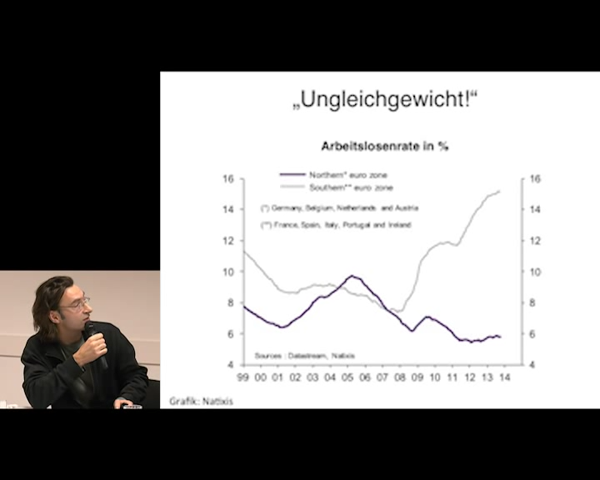 „Ungleichgewicht!“
Arbeitslosenrate in %
Northern* euro zone
Southern** euro zone
(*) Germany, Belgium, Netherlands and Austria
(**) France, Spain, Italy, Portugal and Ireland
16 16
14 14
12 12
10 10
8 8
6 6
4 4
Sources : Datastream, Natixis
99 00 01 02 03 04 05 06 07 08 09 10 11 12 13 14
Grafik: Natixis